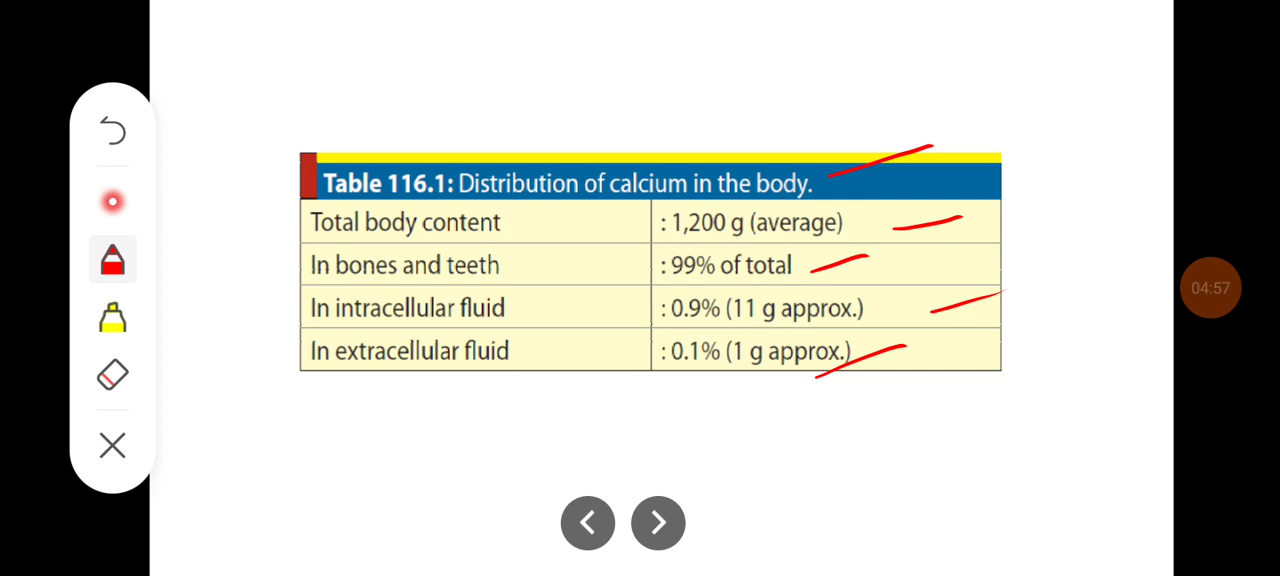 Table 116.1: Distribution of calcium in the body.
Total body content : 1,200 g (average)
In bones and teeth : 99% of total
In intracellular fluid : 0.9% (11 g approx.)
04:57
In extracellular fluid : 0.1% (1 g approx.)